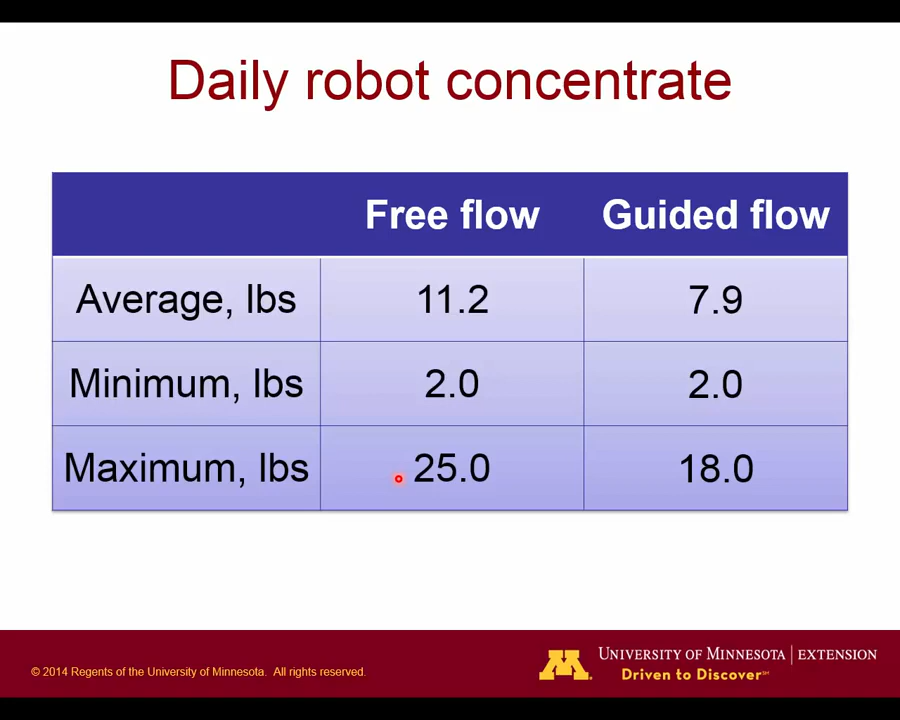 Daily robot concentrate
Free flow Guided flow
Average, lbs 11.2 7.9
Minimum, lbs 2.0 2.0
Maximum, lbs 25.0 18.0
© 2014 Regents of the University of Minnesota. All rights reserved.
UNIVERSITY OF MINNESOTA | EXTENSION
Driven to Discover℠